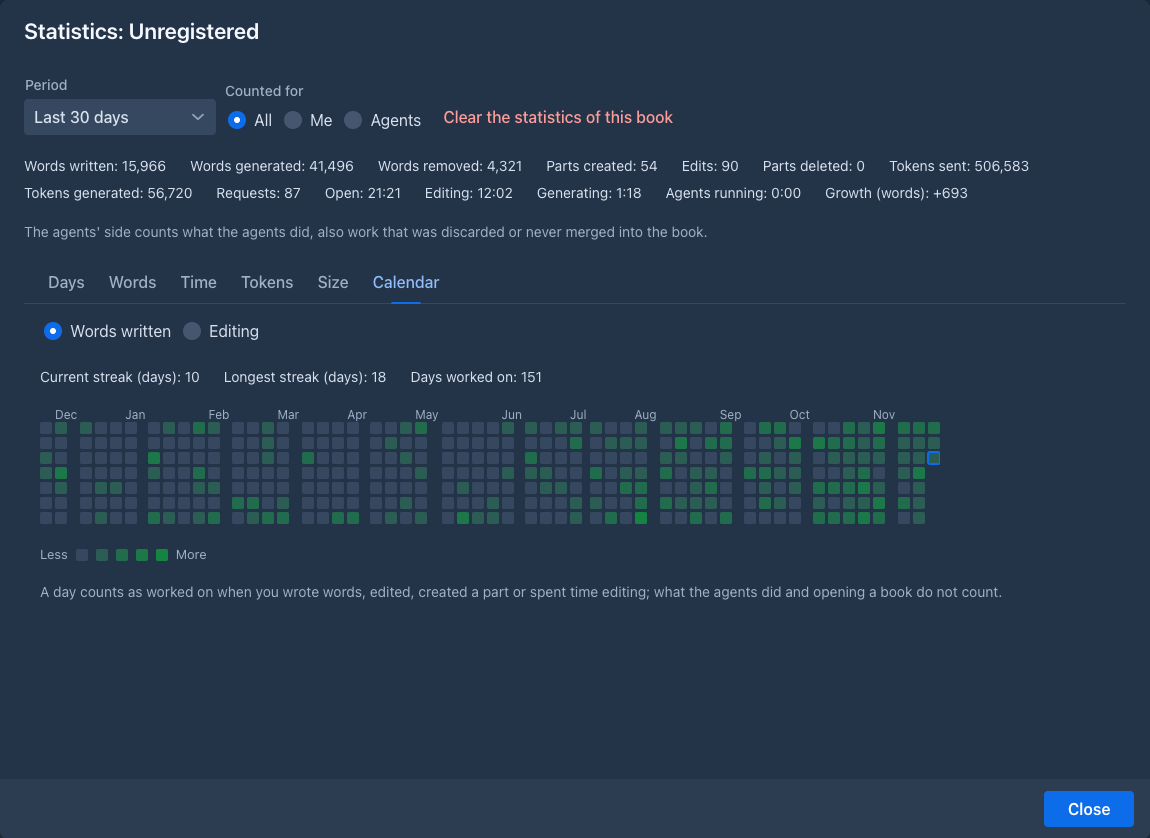 Statistics: Unregistered
Period
Counted for
Last 30 days
All Me Agents Clear the statistics of this book
Words written: 15,966 Words generated: 41,496 Words removed: 4,321 Parts created: 54 Edits: 90 Parts deleted: 0 Tokens sent: 506,583
Tokens generated: 56,720 Requests: 87 Open: 21:21 Editing: 12:02 Generating: 1:18 Agents running: 0:00 Growth (words): +693
The agents' side counts what the agents did, also work that was discarded or never merged into the book.
Days Words Time Tokens Size Calendar
Words written Editing
Current streak (days): 10 Longest streak (days): 18 Days worked on: 151
Dec Jan Feb Mar Apr May Jun Jul Aug Sep Oct Nov
Less More
A day counts as worked on when you wrote words, edited, created a part or spent time editing; what the agents did and opening a book do not count.
Close